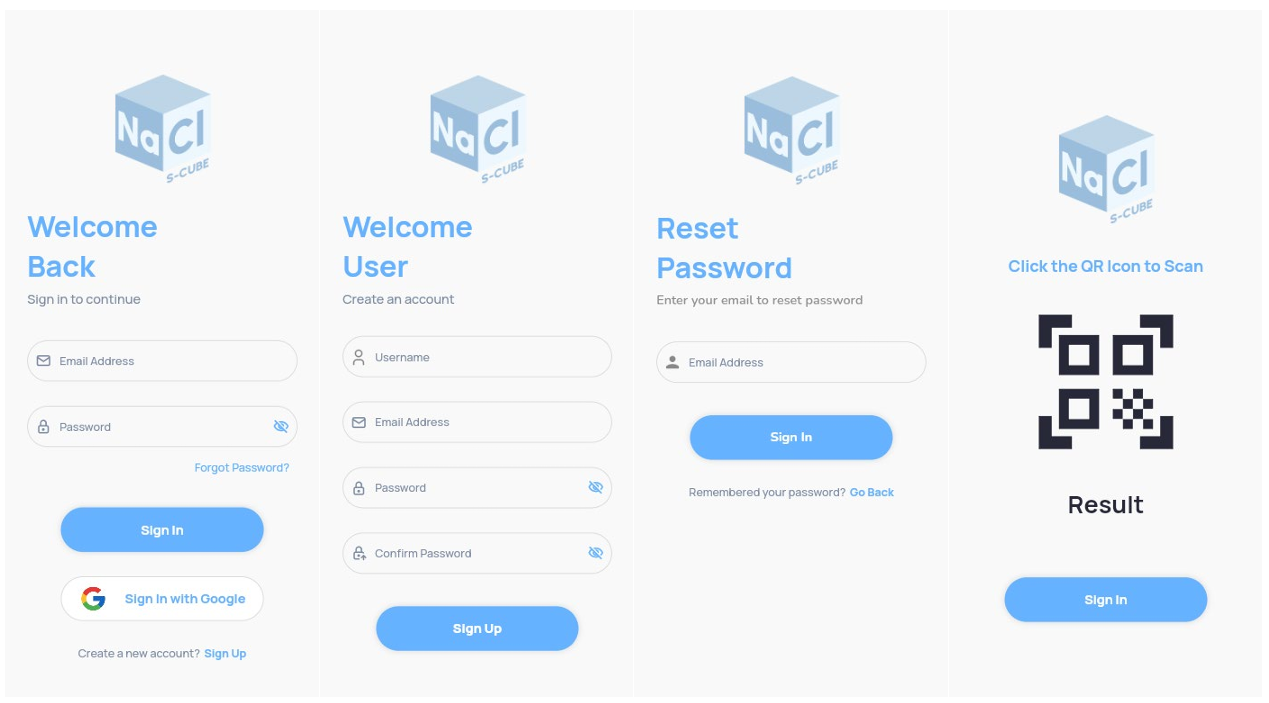 Na Cl
S-CUBE
Welcome
Back
Sign in to continue
Email Address
Password
Forgot Password?
Sign In
G Sign In with Google
Create a new account? Sign Up
Na Cl
S-CUBE
Welcome
User
Create an account
Username
Email Address
Password
Confirm Password
Sign Up
Na Cl
S-CUBE
Reset
Password
Enter your email to reset password
Email Address
Sign In
Remembered your password? Go Back
Na Cl
S-CUBE
Click the QR Icon to Scan
Result
Sign In